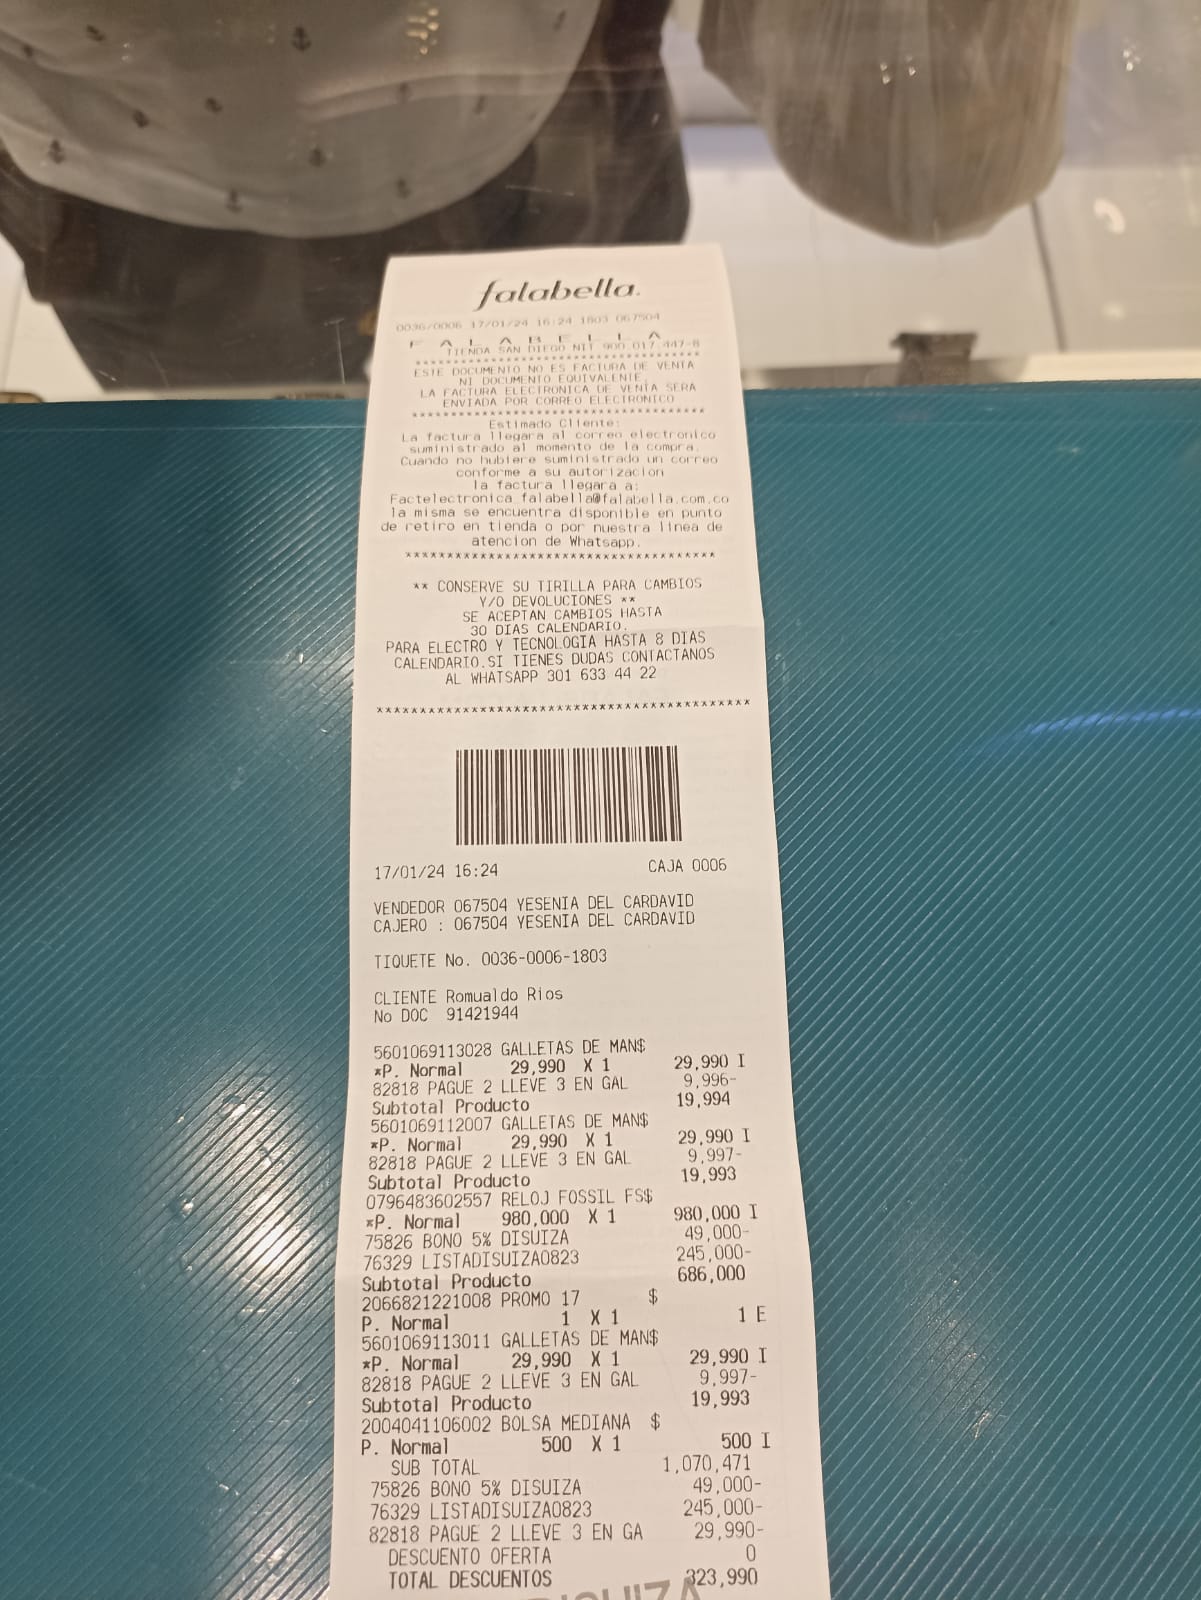 falabella.
0036/0006 17/01/24 16:24 1803 067504
F A L A B E L L A
TIENDA SAN DIEGO NIT 900.017.447-8
****************************************
ESTE DOCUMENTO NO ES FACTURA DE VENTA
NI DOCUMENTO EQUIVALENTE.
LA FACTURA ELECTRONICA DE VENTA SERA
ENVIADA POR CORREO ELECTRONICO
****************************************
Estimado Cliente:
La factura llegara al correo electronico
suministrado al momento de la compra.
Cuando no hubiere suministrado un correo
conforme a su autorizacion
la factura llegara a:
Factelectronica_falabella@falabella.com.co
la misma se encuentra disponible en punto
de retiro en tienda o por nuestra linea de
atencion de Whatsapp.
****************************************
** CONSERVE SU TIRILLA PARA CAMBIOS
Y/O DEVOLUCIONES **
SE ACEPTAN CAMBIOS HASTA
30 DIAS CALENDARIO.
PARA ELECTRO Y TECNOLOGIA HASTA 8 DIAS
CALENDARIO.SI TIENES DUDAS CONTACTANOS
AL WHATSAPP 301 633 44 22
****************************************
17/01/24 16:24 CAJA 0006
VENDEDOR 067504 YESENIA DEL CARDAVID
CAJERO : 067504 YESENIA DEL CARDAVID
TIQUETE No. 0036-0006-1803
CLIENTE Romualdo Rios
No DOC 91421944
5601069113028 GALLETAS DE MAN$
*P. Normal 29,990 X 1 29,990 I
82818 PAGUE 2 LLEVE 3 EN GAL 9,996-
Subtotal Producto 19,994
5601069112007 GALLETAS DE MAN$
*P. Normal 29,990 X 1 29,990 I
82818 PAGUE 2 LLEVE 3 EN GAL 9,997-
Subtotal Producto 19,993
0796483602557 RELOJ FOSSIL FS$
*P. Normal 980,000 X 1 980,000 I
75826 BONO 5% DISUIZA 49,000-
76329 LISTADISUIZA0823 245,000-
Subtotal Producto 686,000
2066821221008 PROMO 17 $
P. Normal 1 X 1 1 E
5601069113011 GALLETAS DE MAN$
*P. Normal 29,990 X 1 29,990 I
82818 PAGUE 2 LLEVE 3 EN GAL 9,997-
Subtotal Producto 19,993
2004041106002 BOLSA MEDIANA $
P. Normal 500 X 1 500 I
SUB TOTAL 1,070,471
75826 BONO 5% DISUIZA 49,000-
76329 LISTADISUIZA0823 245,000-
82818 PAGUE 2 LLEVE 3 EN GA 29,990-
DESCUENTO OFERTA 0
TOTAL DESCUENTOS 323,990